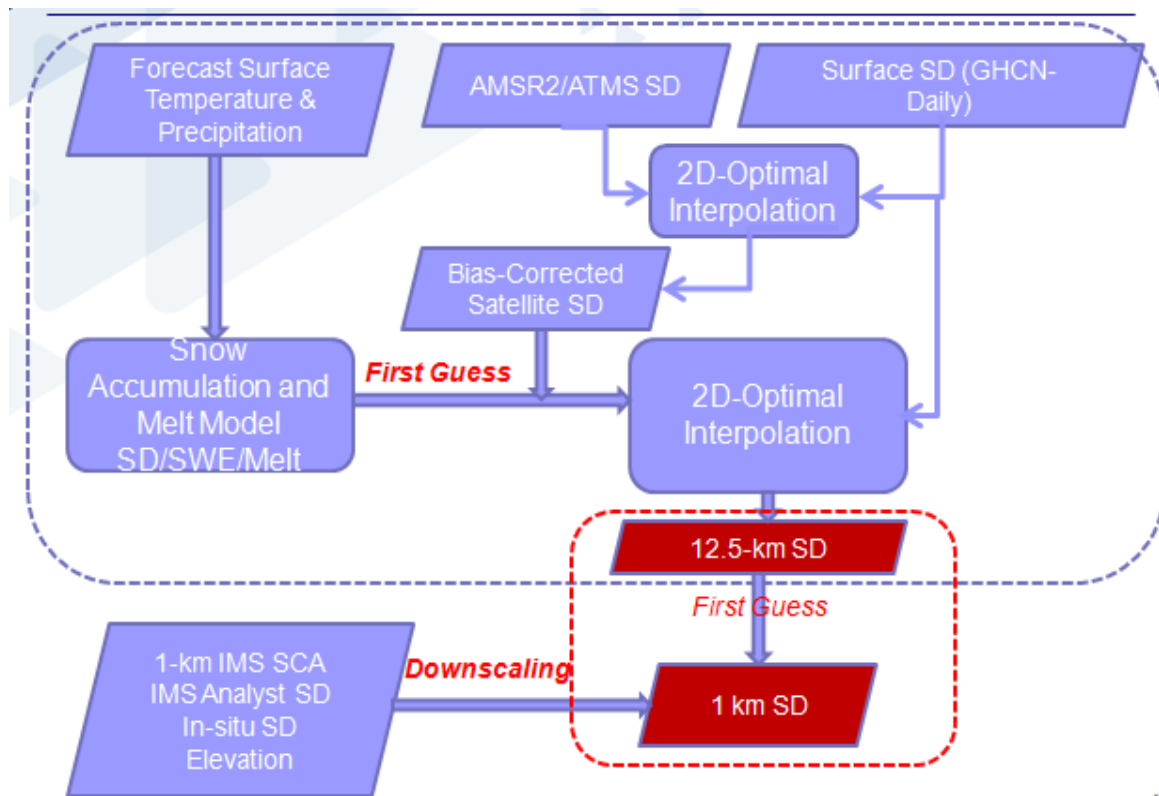 Forecast Surface
Temperature &
Precipitation
AMSR2/ATMS SD
Surface SD (GHCN-
Daily)
2D-Optimal
Interpolation
Bias-Corrected
Satellite SD
Snow
Accumulation and
Melt Model
SD/SWE/Melt
First Guess
2D-Optimal
Interpolation
12.5-km SD
First Guess
1-km IMS SCA
IMS Analyst SD
In-situ SD
Elevation
Downscaling
1 km SD